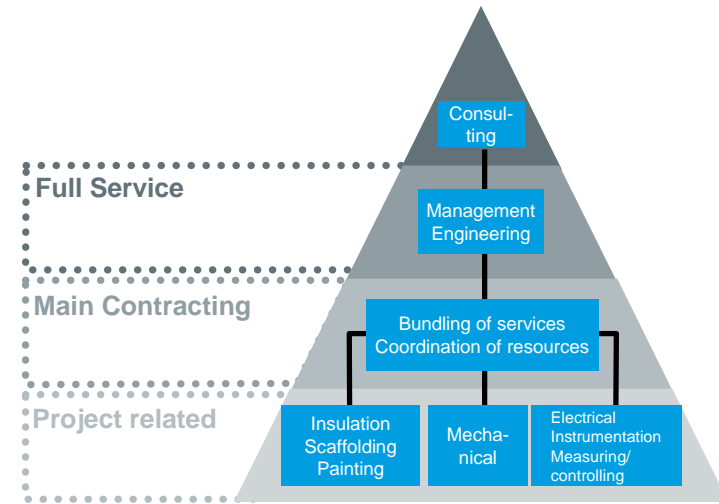 Consul-
ting
Full Service
Management
Engineering
Main Contracting
Bundling of services
Coordination of resources
Project related
Insulation
Scaffolding
Painting
Mecha-
nical
Electrical
Instrumentation
Measuring/
controlling